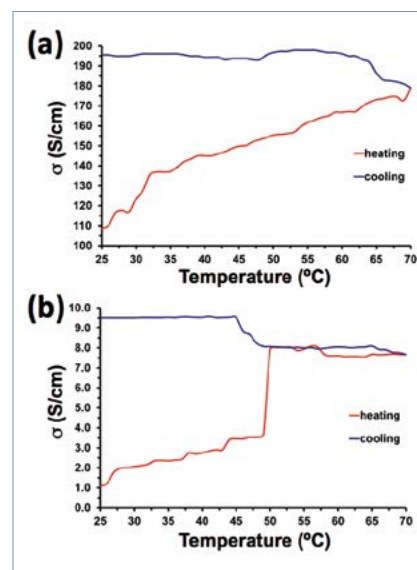 (a)
200
190
180
170
160
150
140
130
120
110
100
σ (S/cm)
heating
cooling
25 30 35 40 45 50 55 60 65 70
Temperature (ºC)
(b)
10.0
9.0
8.0
7.0
6.0
5.0
4.0
3.0
2.0
1.0
0.0
σ (S/cm)
heating
cooling
25 30 35 40 45 50 55 60 65 70
Temperature (ºC)